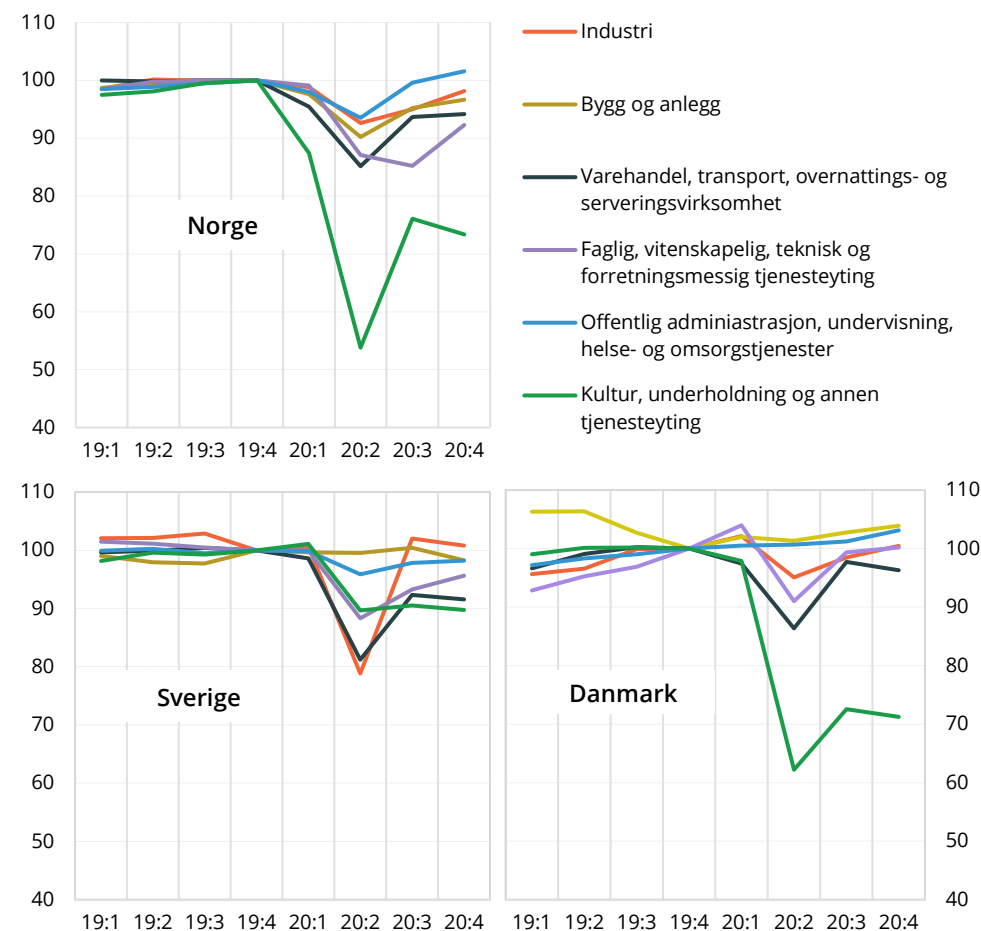 110
100
90
80
70
60
50
40
Norge
19:1 19:2 19:3 19:4 20:1 20:2 20:3 20:4
Industri
Bygg og anlegg
Varehandel, transport, overnattings- og
serveringsvirksomhet
Faglig, vitenskapelig, teknisk og
forretningsmessig tjenesteyting
Offentlig adminiastrasjon, undervisning,
helse- og omsorgstjenester
Kultur, underholdning og annen
tjenesteyting
110
100
90
80
70
60
50
40
Sverige
19:1 19:2 19:3 19:4 20:1 20:2 20:3 20:4
Danmark
110
100
90
80
70
60
50
40
19:1 19:2 19:3 19:4 20:1 20:2 20:3 20:4